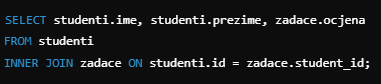 SELECT studenti.ime, studenti.prezime, zadace.ocjena
FROM studenti
INNER JOIN zadace ON studenti.id = zadace.student_id;